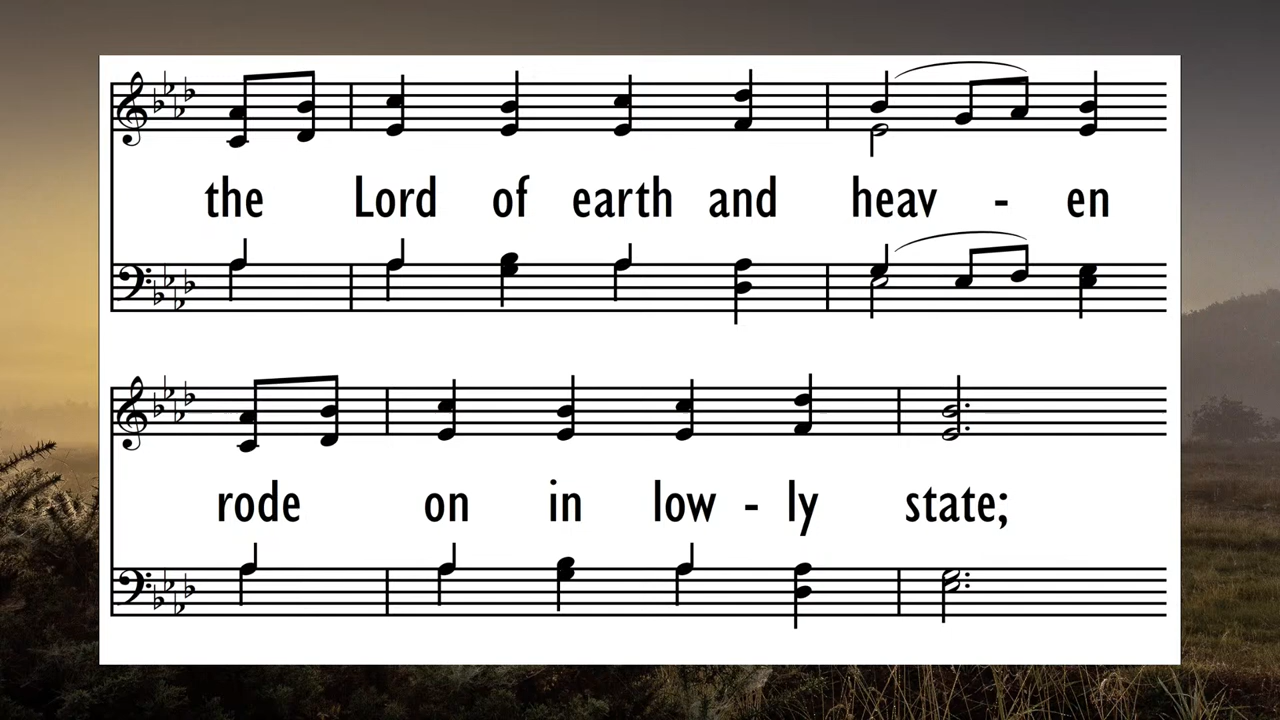 the Lord of earth and heav - en
rode on in low - ly state;